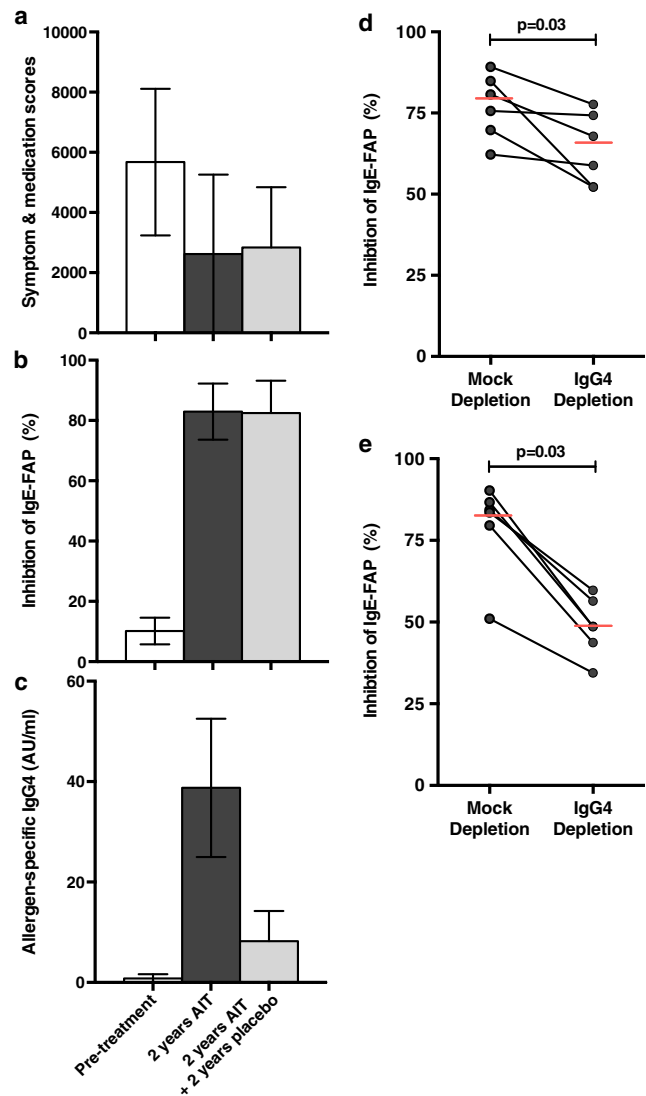 a
10000
8000
6000
4000
2000
0
Symptom & medication scores
b
100
80
60
40
20
0
Inhibtion of IgE-FAP (%)
c
60
40
20
0
Allergen-specific IgG4 (AU/ml)
Pre-treatment
2 years AIT
2 years AIT
+ 2 years placebo
d
p=0.03
100
75
50
25
0
Inhibtion of IgE-FAP (%)
Mock
Depletion
IgG4
Depletion
e
p=0.03
100
75
50
25
0
Inhibtion of IgE-FAP (%)
Mock
Depletion
IgG4
Depletion